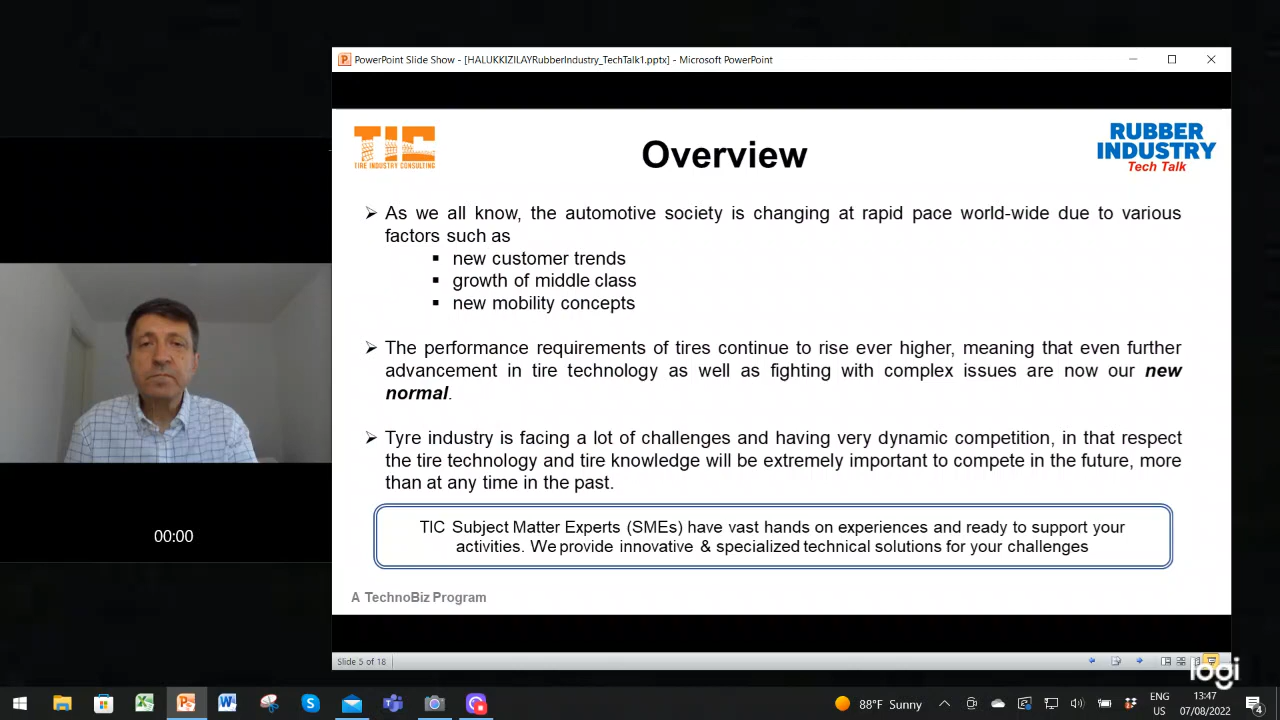 PowerPoint Slide Show - [HALUKKIZILAYRubberIndustry_TechTalk1.pptx] - Microsoft PowerPoint
TIC
TIRE INDUSTRY CONSULTING
Overview
RUBBER
INDUSTRY
Tech Talk
➢ As we all know, the automotive society is changing at rapid pace world-wide due to various
factors such as
▪ new customer trends
▪ growth of middle class
▪ new mobility concepts
➢ The performance requirements of tires continue to rise ever higher, meaning that even further
advancement in tire technology as well as fighting with complex issues are now our new
normal.
➢ Tyre industry is facing a lot of challenges and having very dynamic competition, in that respect
the tire technology and tire knowledge will be extremely important to compete in the future, more
than at any time in the past.
TIC Subject Matter Experts (SMEs) have vast hands on experiences and ready to support your
activities. We provide innovative & specialized technical solutions for your challenges
A TechnoBiz Program
00:00
Slide 5 of 18
logi
88°F Sunny
ENG
US
13:47
07/08/2022
4